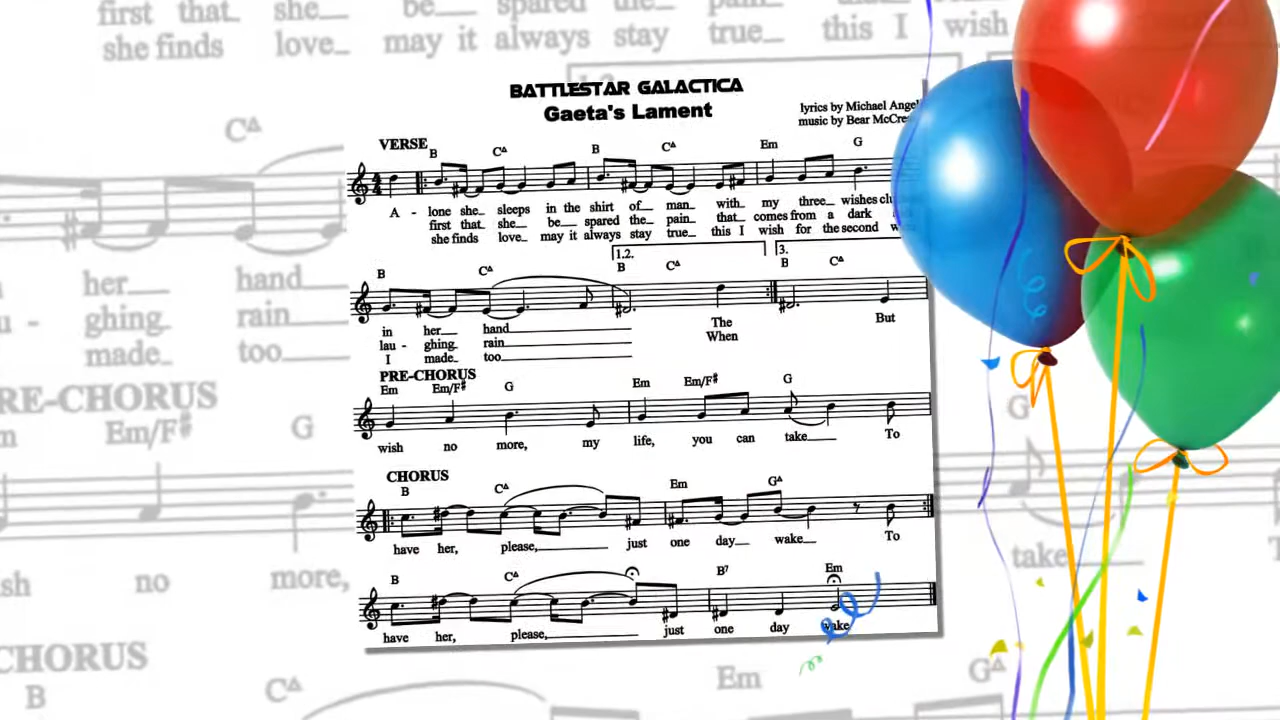 first that she be spared the pain
she finds love may it always stay true this I wish
BATTLESTAR GALACTICA
Gaeta's Lament
lyrics by Michael
music by Bear
VERSE
B C△ B C△ Em G
A - lone she sleeps in the shirt of man with my three wishes
first that she be spared the pain that comes from a dark
she finds love may it always stay true this I wish for the second
1.2. 3.
B C△ B C△ B C△
in her hand The But
lau - ghing rain When
I made too
PRE-CHORUS
Em Em/F# G Em Em/F# G
wish no more, my life, you can take To
CHORUS
B C△ Em G△
have her, please, just one day wake To
B C△ B7 Em
have her, please, just one day wake
C△
her hand
ghing rain
made too
Em/F# G
no more,
CHORUS
B C△
G
take
Em G△